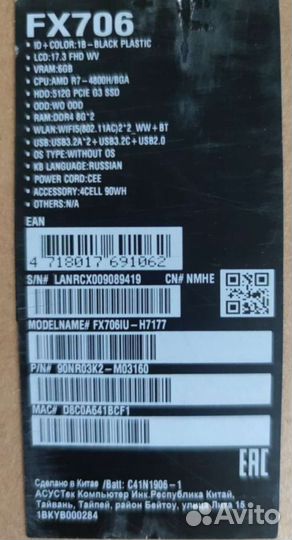 FX706
• ID+COLOR:1B-BLACK PLASTIC
• LCD:17.3 FHD WV
• VRAM:6GB
• CPU:AMD R7-4800H/BGA
• HDD:512G PCIE G3 SSD
• ODD:WO ODD
• RAM:DDR4 8G*2
• WLAN:WIFI5(802.11AC)2*2_WW+BT
• USB:USB3.2A*2+USB3.2C+USB2.0
• OS TYPE:WITHOUT OS
• KB LANGUAGE:RUSSIAN
• POWER CORD:CEE
• ACCESSORY:4CELL 90WH
• OTHERS:N/A
EAN
4 718017 691062
S/N# LANRCX009089419 CN# NMHE
MODELNAME# FX706IU-H7177
P/N# 90NR03K2-M03160
MAC# D8C0A641BCF1
EAC
Сделано в Китае /Batt: C41N1906-1
АСУСТек Компьютер Инк.Республика Китай,
Тайвань, Тайпей, район Бейтоу, улица Лиде 15
1BKYB000284
Avito